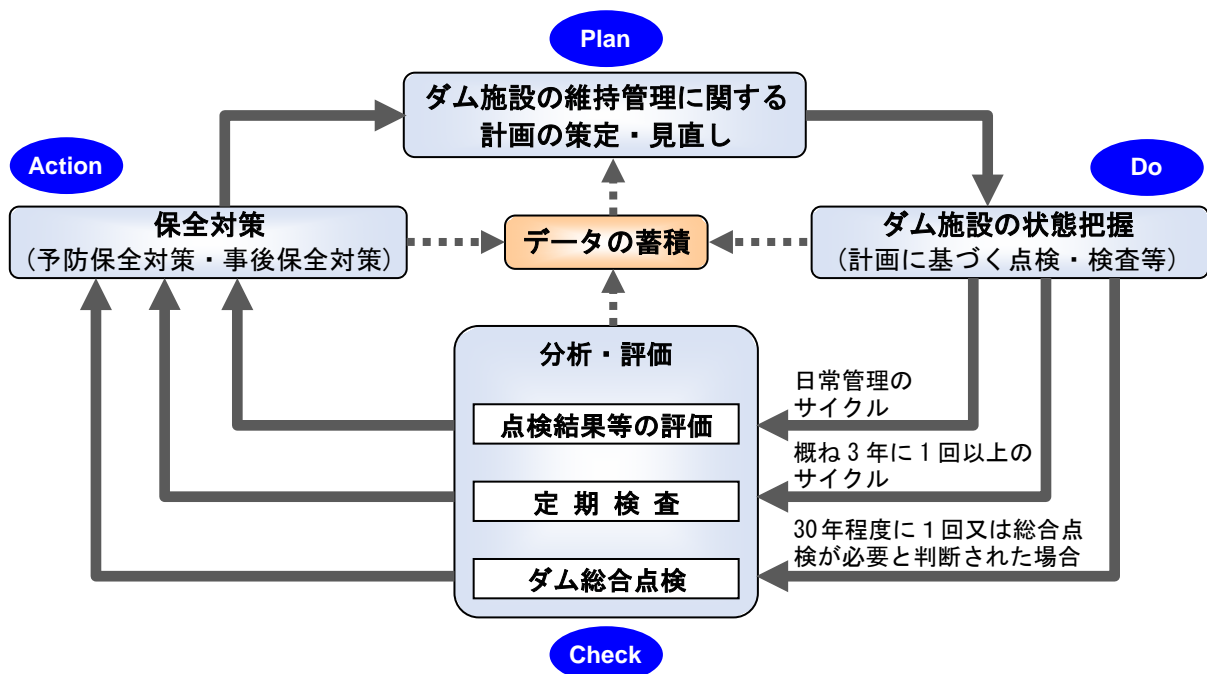 Plan
ダム施設の維持管理に関する
計画の策定・見直し
Action
Do
保全対策
(予防保全対策・事後保全対策)
データの蓄積
ダム施設の状態把握
(計画に基づく点検・検査等)
分析・評価
日常管理の
サイクル
点検結果等の評価
概ね3年に1回以上の
サイクル
定期検査
30年程度に1回又は総合点
検が必要と判断された場合
ダム総合点検
Check